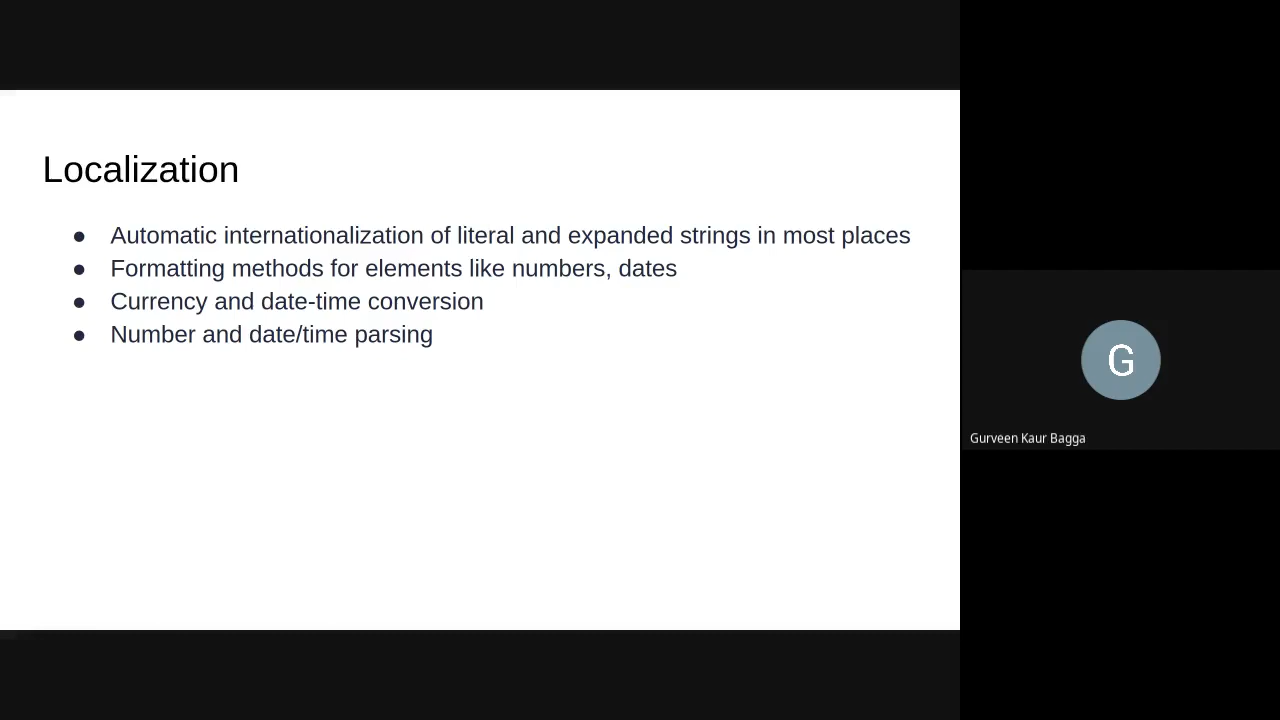 Localization
● Automatic internationalization of literal and expanded strings in most places
● Formatting methods for elements like numbers, dates
● Currency and date-time conversion
● Number and date/time parsing
G
Gurveen Kaur Bagga